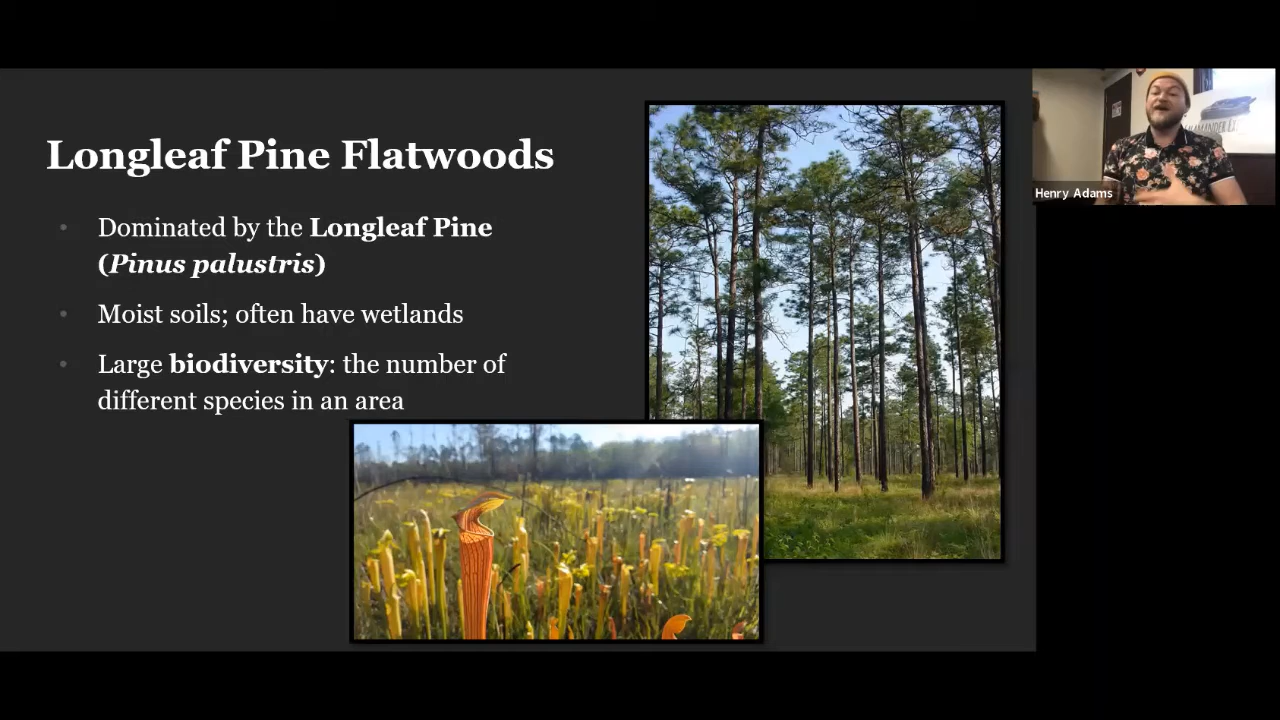 Longleaf Pine Flatwoods
• Dominated by the Longleaf Pine
(Pinus palustris)
• Moist soils; often have wetlands
• Large biodiversity: the number of
different species in an area
Henry Adams